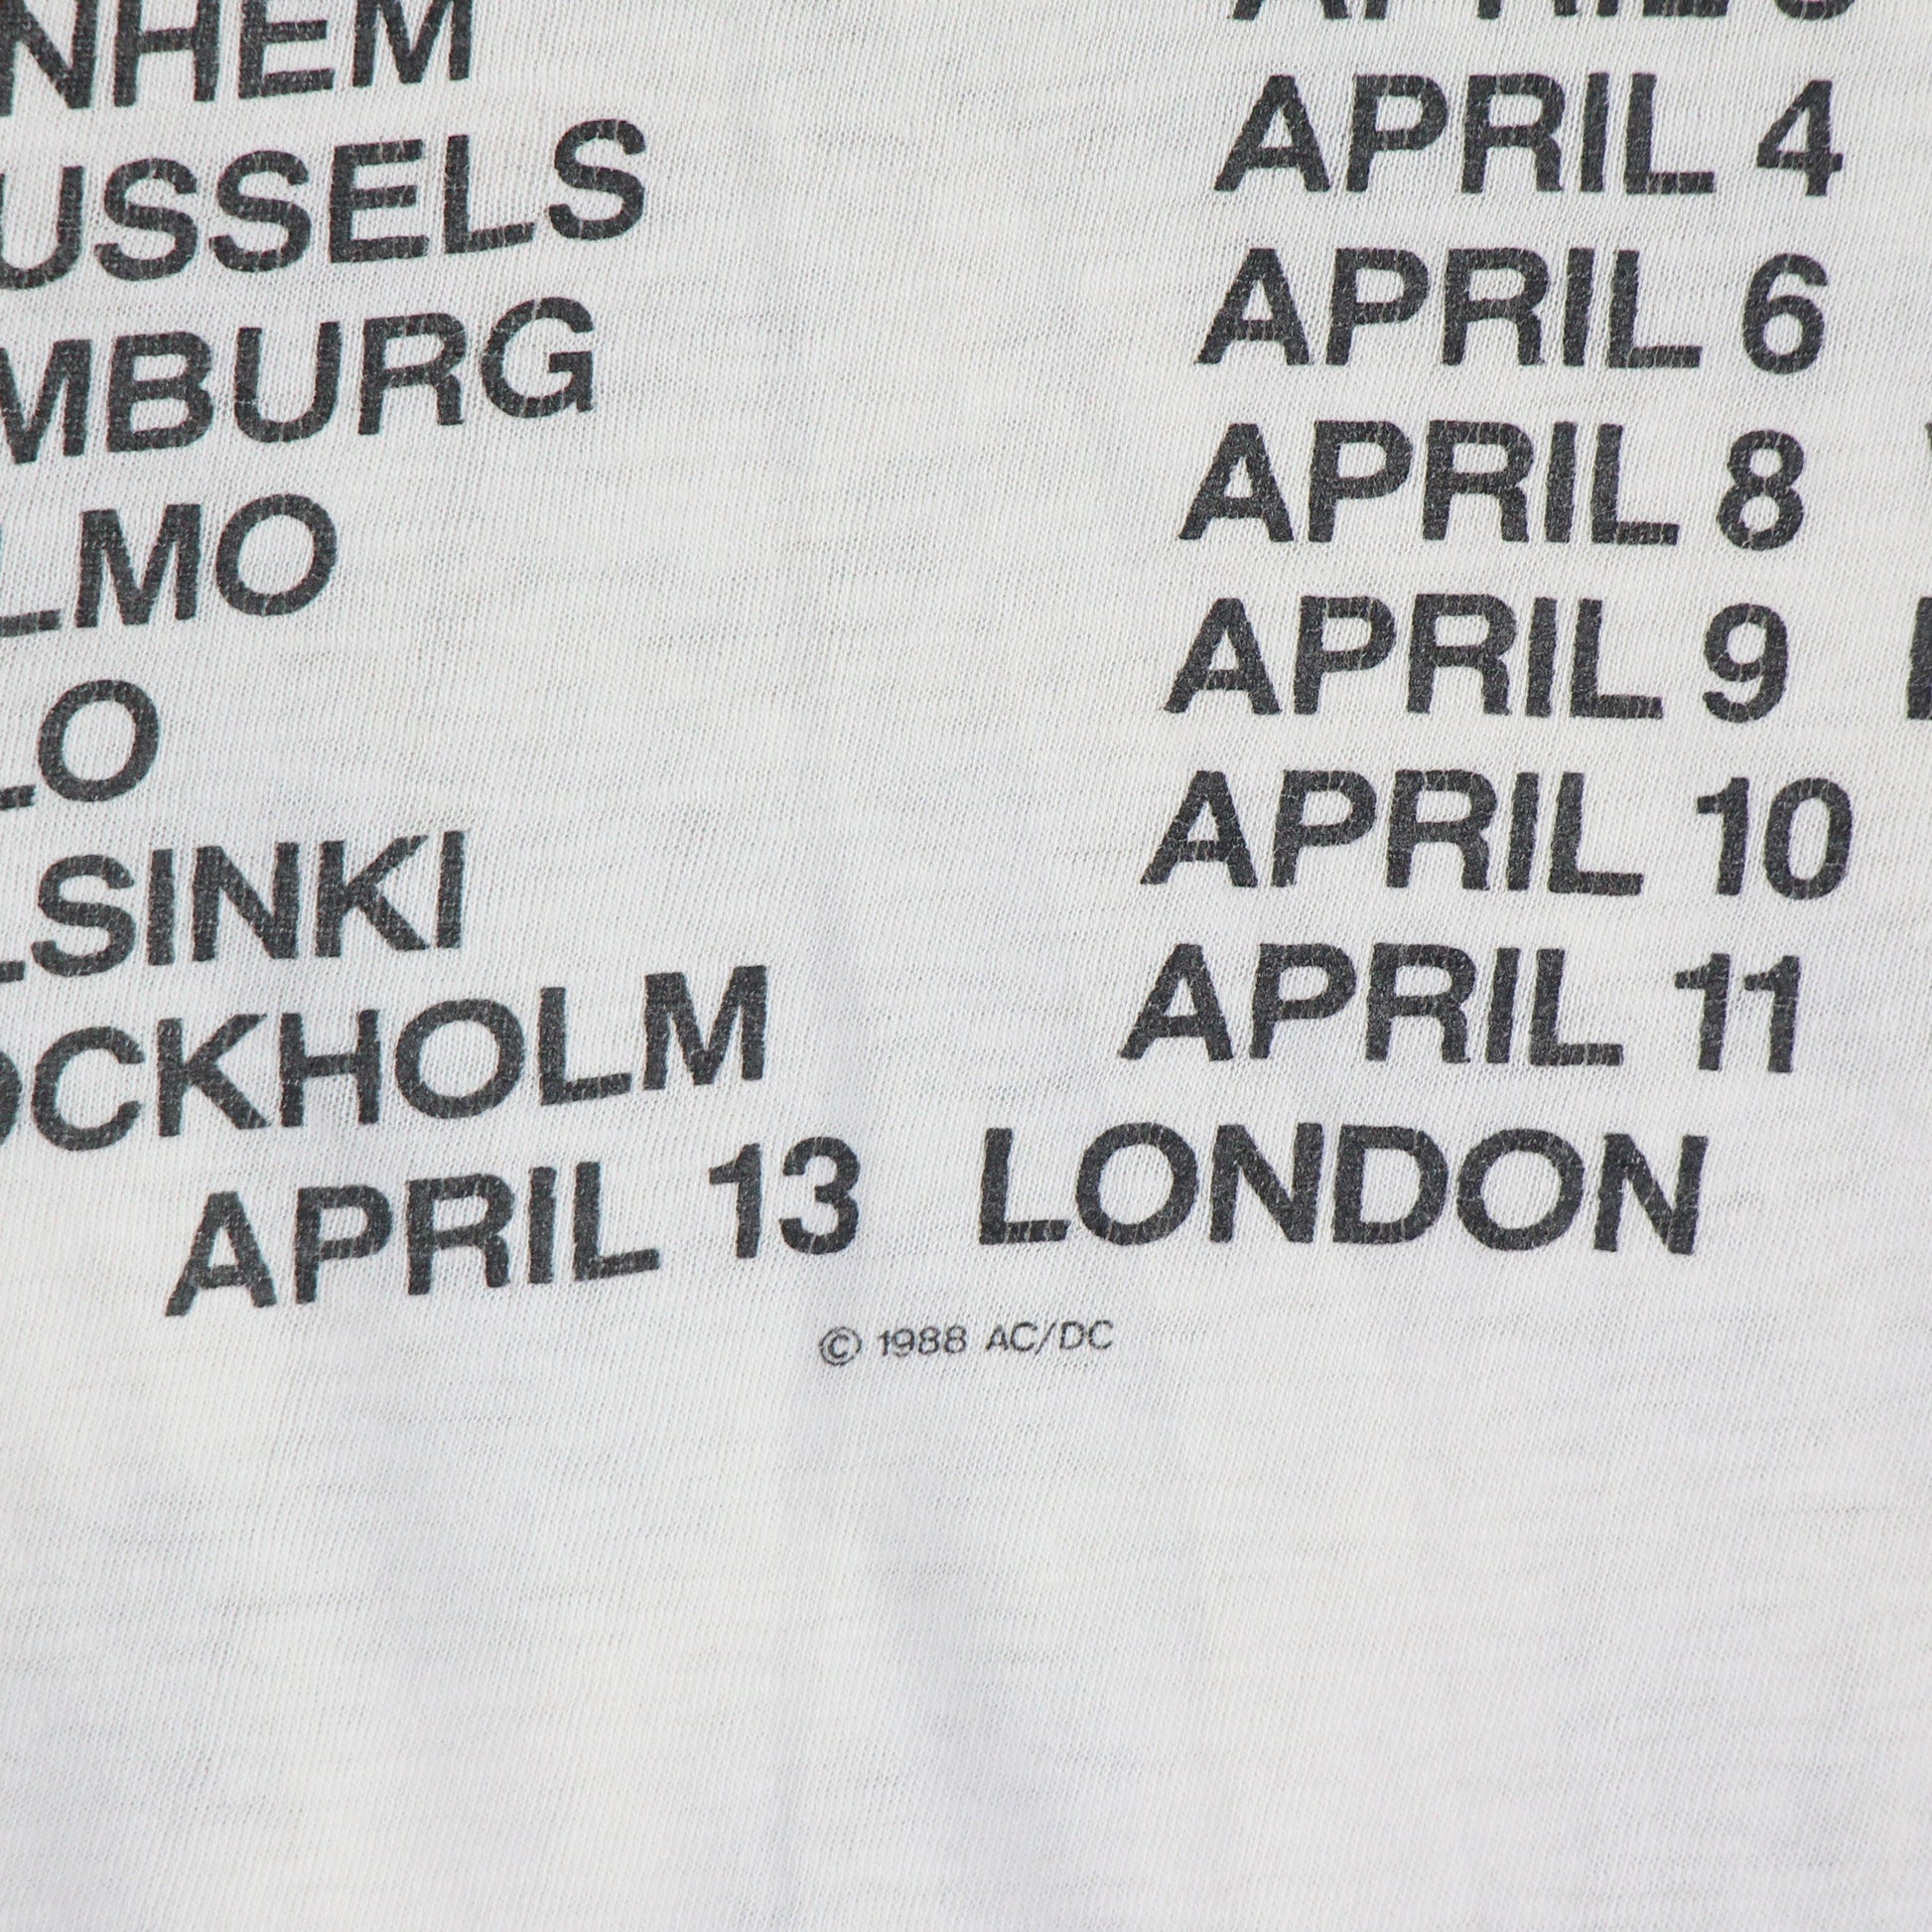 NHEM
USSELS
MBURG
LMO
LO
LSINKI
OCKHOLM
APRIL 4
APRIL 6
APRIL 8
APRIL 9
APRIL 10
APRIL 11
APRIL 13 LONDON
© 1988 AC/DC